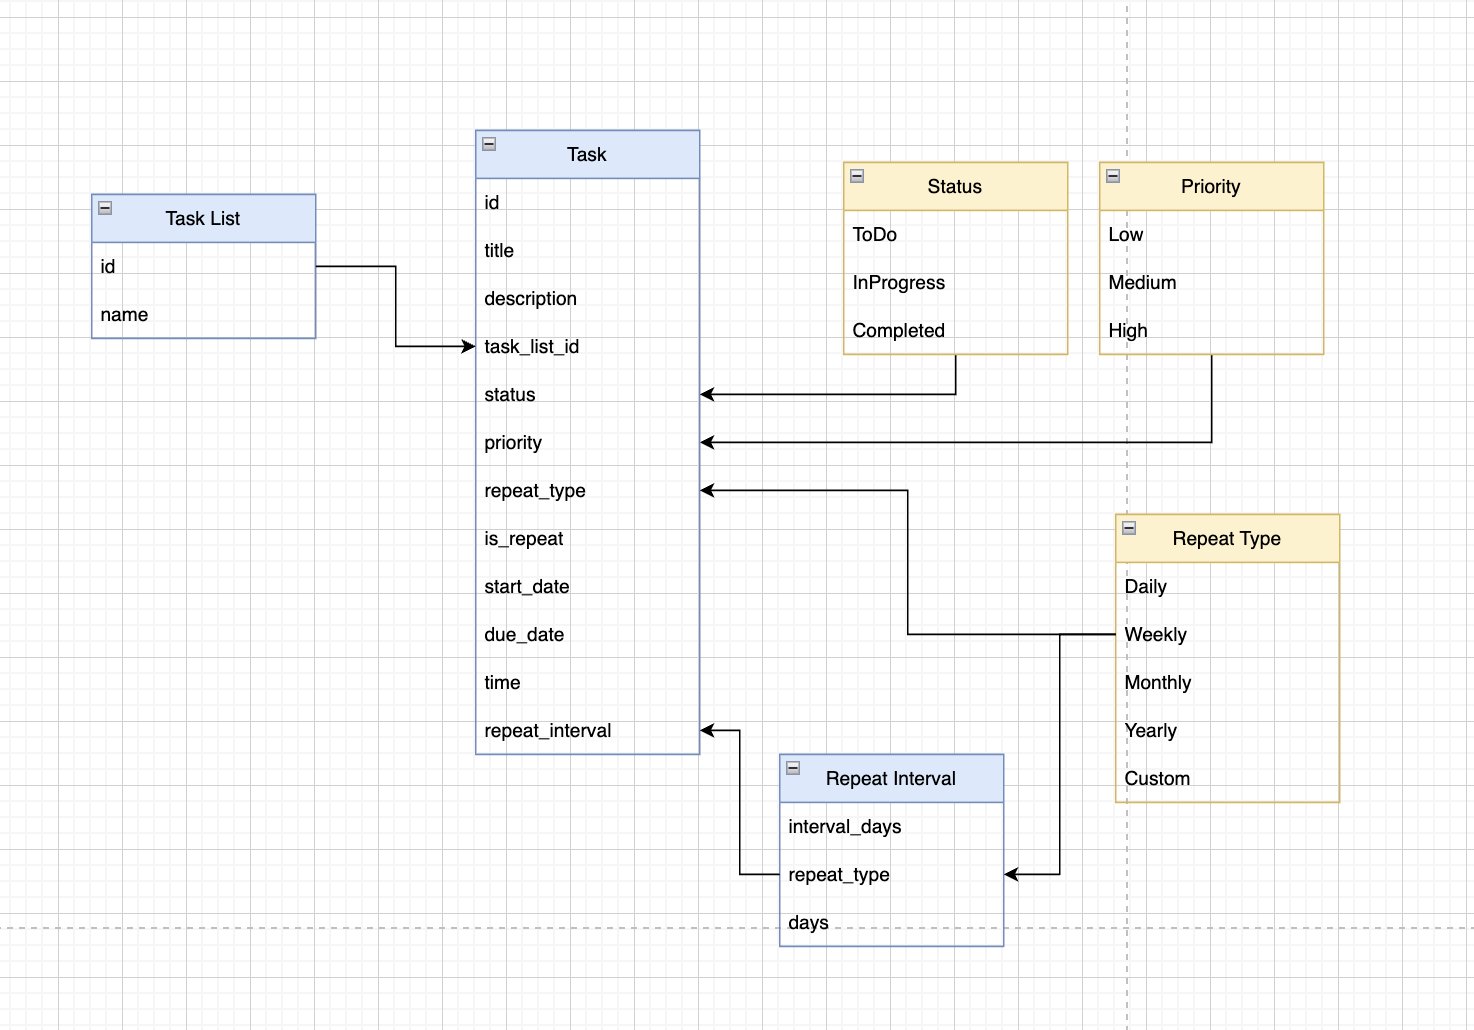 Task List
id
name
Task
id
title
description
task_list_id
status
priority
repeat_type
is_repeat
start_date
due_date
time
repeat_interval
Status
ToDo
InProgress
Completed
Priority
Low
Medium
High
Repeat Type
Daily
Weekly
Monthly
Yearly
Custom
Repeat Interval
interval_days
repeat_type
days